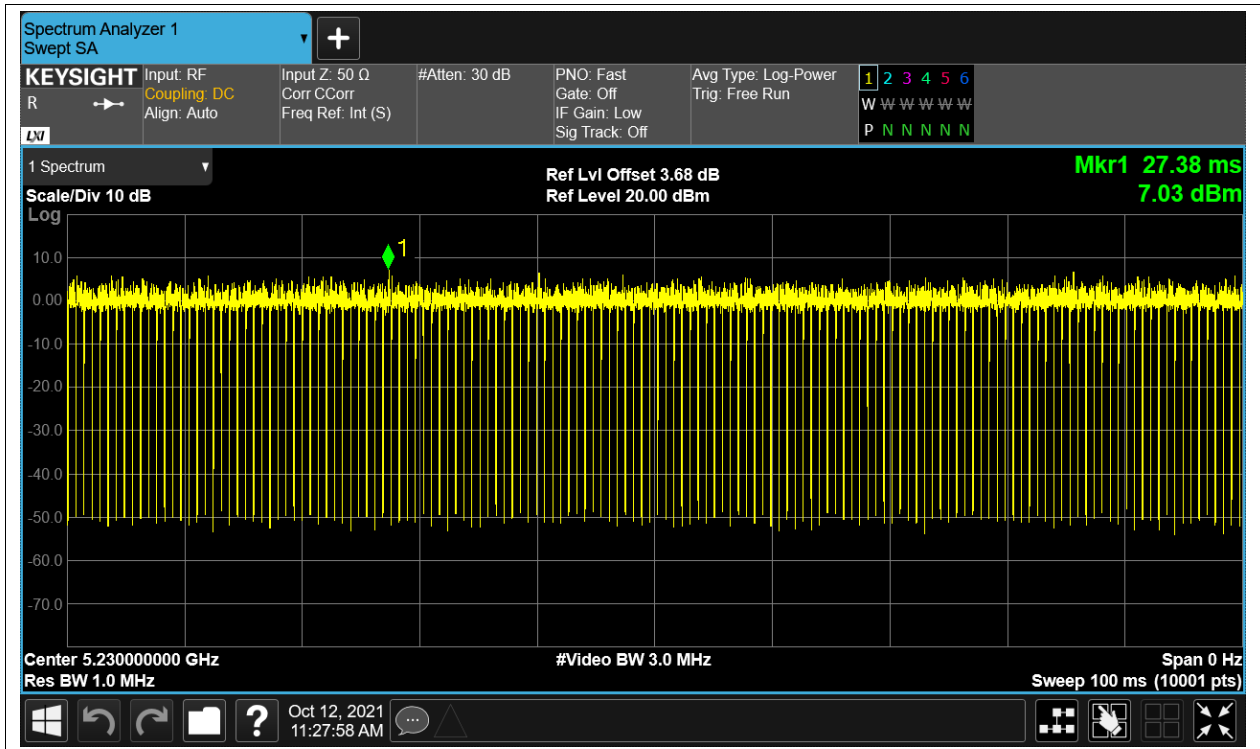 Spectrum Analyzer 1
Swept SA
KEYSIGHT
R
LXI
Input: RF
Coupling: DC
Align: Auto
Input Z: 50 Ω
Corr CCorr
Freq Ref: Int (S)
#Atten: 30 dB
PNO: Fast
Gate: Off
IF Gain: Low
Sig Track: Off
Avg Type: Log-Power
Trig: Free Run
1 2 3 4 5 6
W W W W W W
P N N N N N
1 Spectrum
Scale/Div 10 dB
Log
Ref Lvl Offset 3.68 dB
Ref Level 20.00 dBm
Mkr1 27.38 ms
7.03 dBm
1
10.0
0.00
-10.0
-20.0
-30.0
-40.0
-50.0
-60.0
-70.0
Center 5.230000000 GHz
Res BW 1.0 MHz
#Video BW 3.0 MHz
Span 0 Hz
Sweep 100 ms (10001 pts)
?
Oct 12, 2021
11:27:58 AM